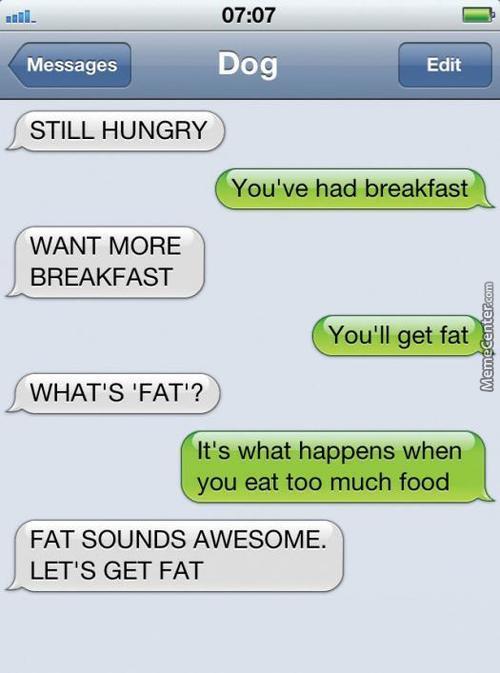 07:07
Messages
Dog
Edit
STILL HUNGRY
You've had breakfast
WANT MORE
BREAKFAST
You'll get fat
WHAT'S 'FAT'?
It's what happens when
you eat too much food
FAT SOUNDS AWESOME.
LET'S GET FAT
MemeCenter.com